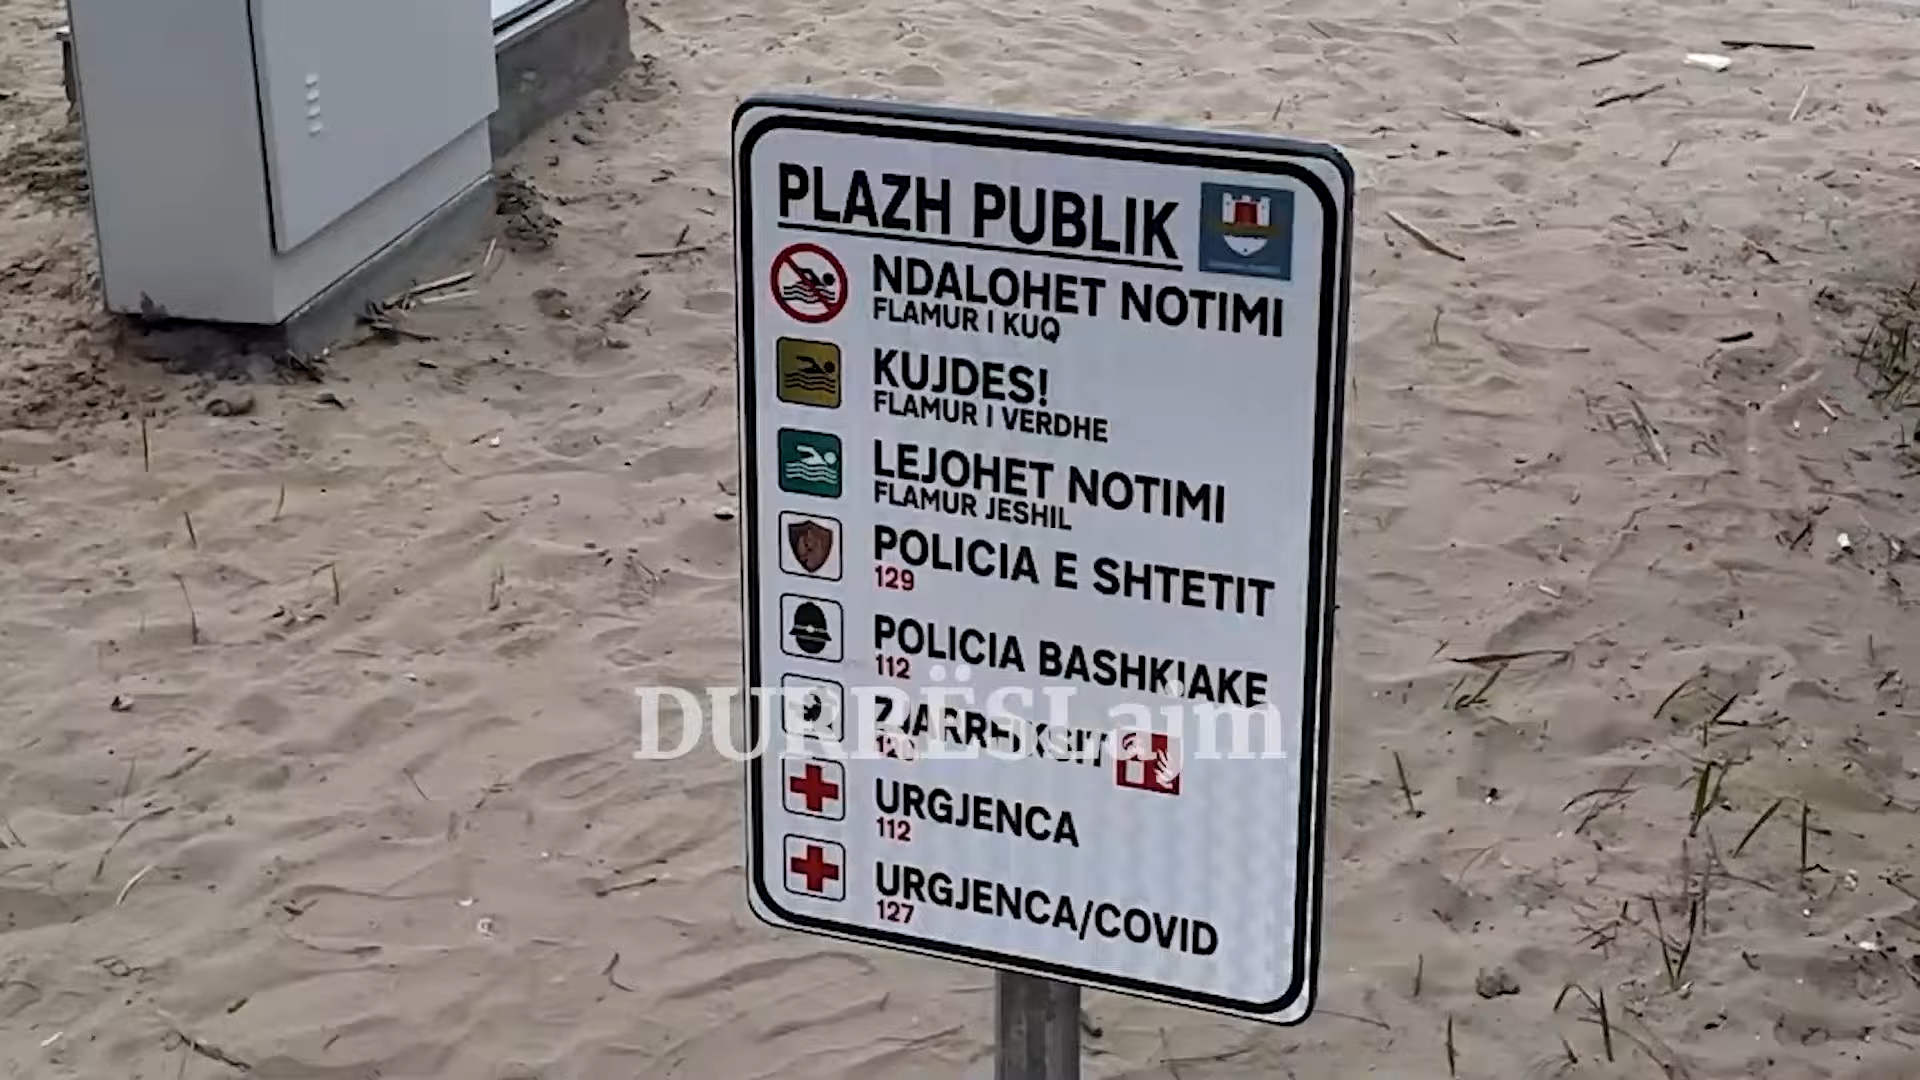 PLAZH PUBLIK
NDALOHET NOTIMI
FLAMUR I KUQ
KUJDES!
FLAMUR I VERDHE
LEJOHET NOTIMI
FLAMUR JESHIL
POLICIA E SHTETIT
129
POLICIA BASHKIAKE
112
DURRËSLajm
URGJENCA
112
URGJENCA/COVID
127